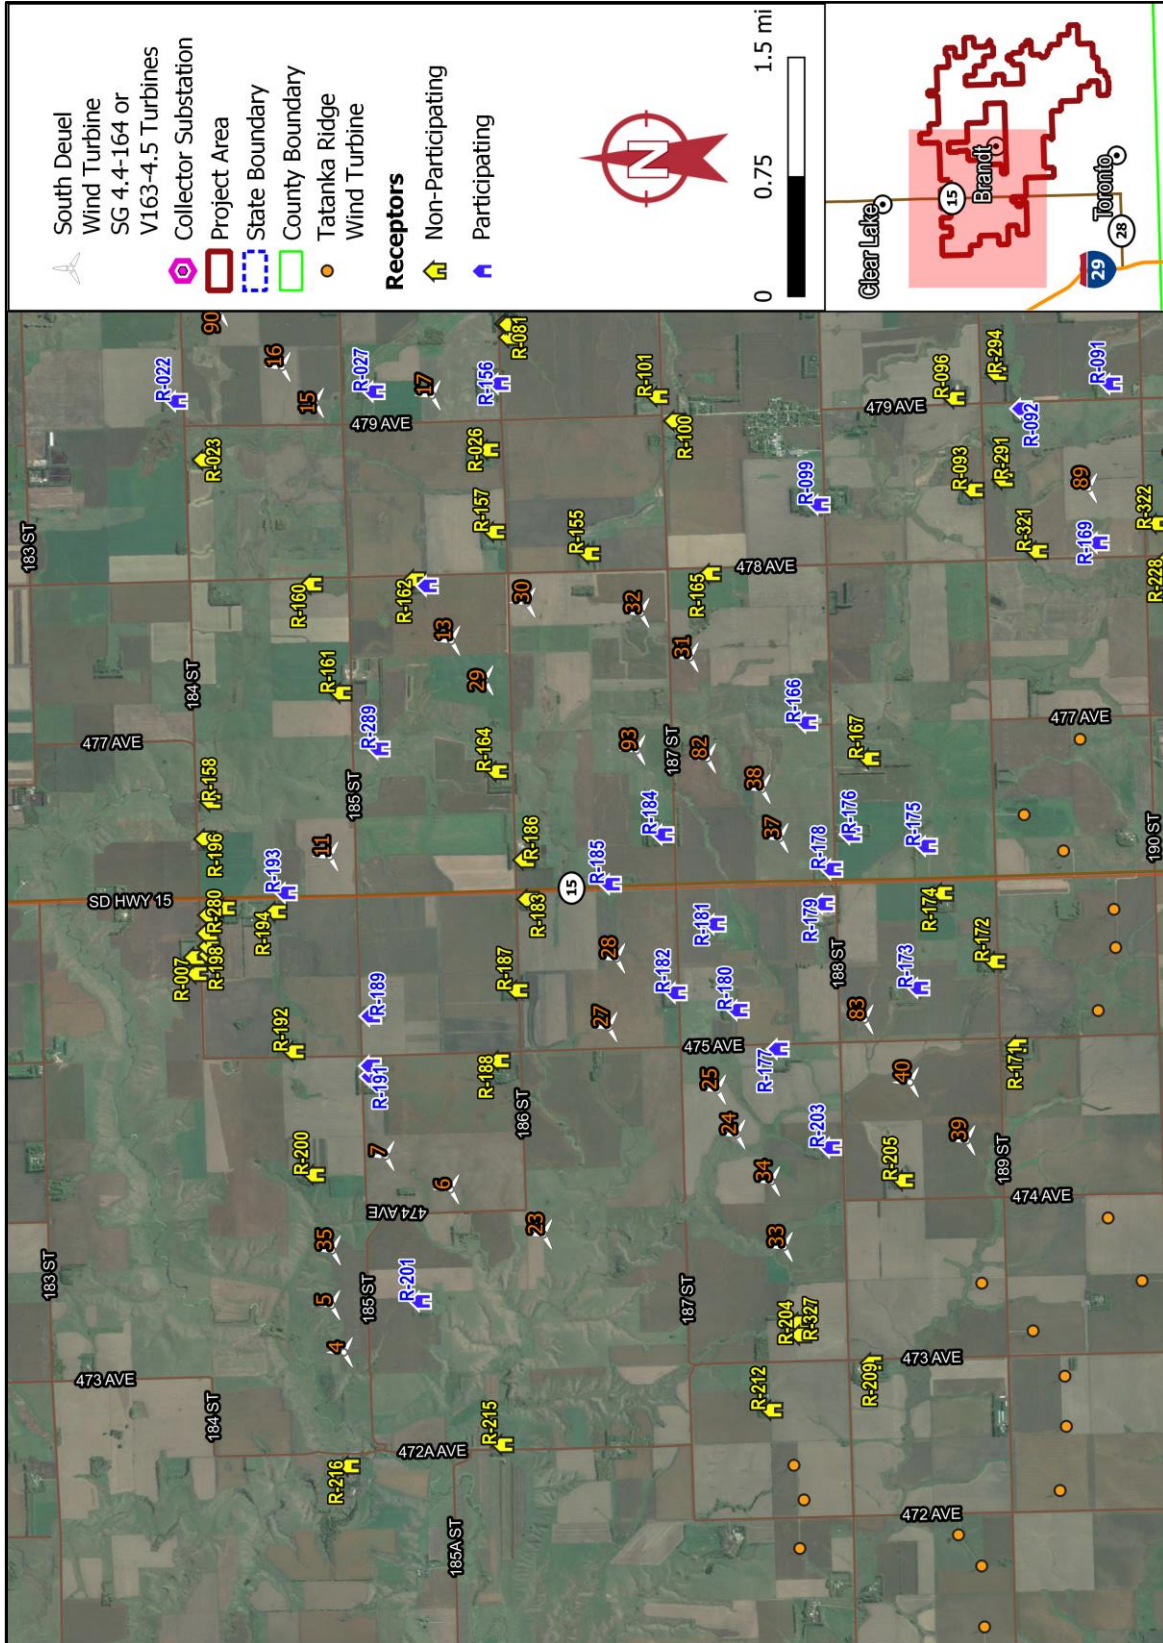 South Deuel
Wind Turbine
SG 4.4-164 or
V163-4.5 Turbines
Collector Substation
Project Area
State Boundary
County Boundary
Tatanka Ridge
Wind Turbine
Receptors
Non-Participating
Participating
N
0 0.75 1.5 mi
Clear Lake
15
Brandt
Toronto
28
29
183 ST
183 ST
184 ST
184 ST
185 ST
185 ST
185A ST
186 ST
187 ST
187 ST
188 ST
189 ST
190 ST
472 AVE
472A AVE
473 AVE
473 AVE
474 AVE
474 AVE
475 AVE
SD HWY 15
15
477 AVE
477 AVE
478 AVE
479 AVE
479 AVE
R-216
R-215
R-212
R-209
R-204
R-327
R-201
R-200
R-205
R-203
R-192
R-191
R-189
R-188
R-187
R-177
R-171
R-007
R-198
R-280
R-194
R-193
R-196
R-158
R-183
R-186
R-185
R-184
R-182
R-181
R-180
R-179
R-178
R-176
R-175
R-174
R-173
R-172
R-289
R-161
R-160
R-162
R-164
R-166
R-167
R-165
R-155
R-157
R-026
R-023
R-022
R-027
R-156
R-081
R-101
R-100
R-099
R-096
R-294
R-091
R-092
R-093
R-291
R-321
R-169
R-322
R-228
4
5
35
7
6
23
33
34
24
25
39
40
83
27
28
11
37
38
82
93
29
13
30
32
31
15
16
17
90
89